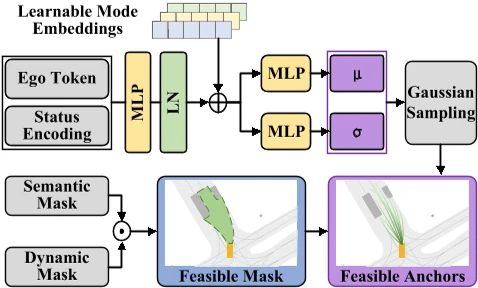 Learnable Mode
Embeddings
Ego Token
Status
Encoding
MLP
LN
MLP
MLP
μ
σ
Gaussian
Sampling
Semantic
Mask
Dynamic
Mask
Feasible Mask
Feasible Anchors